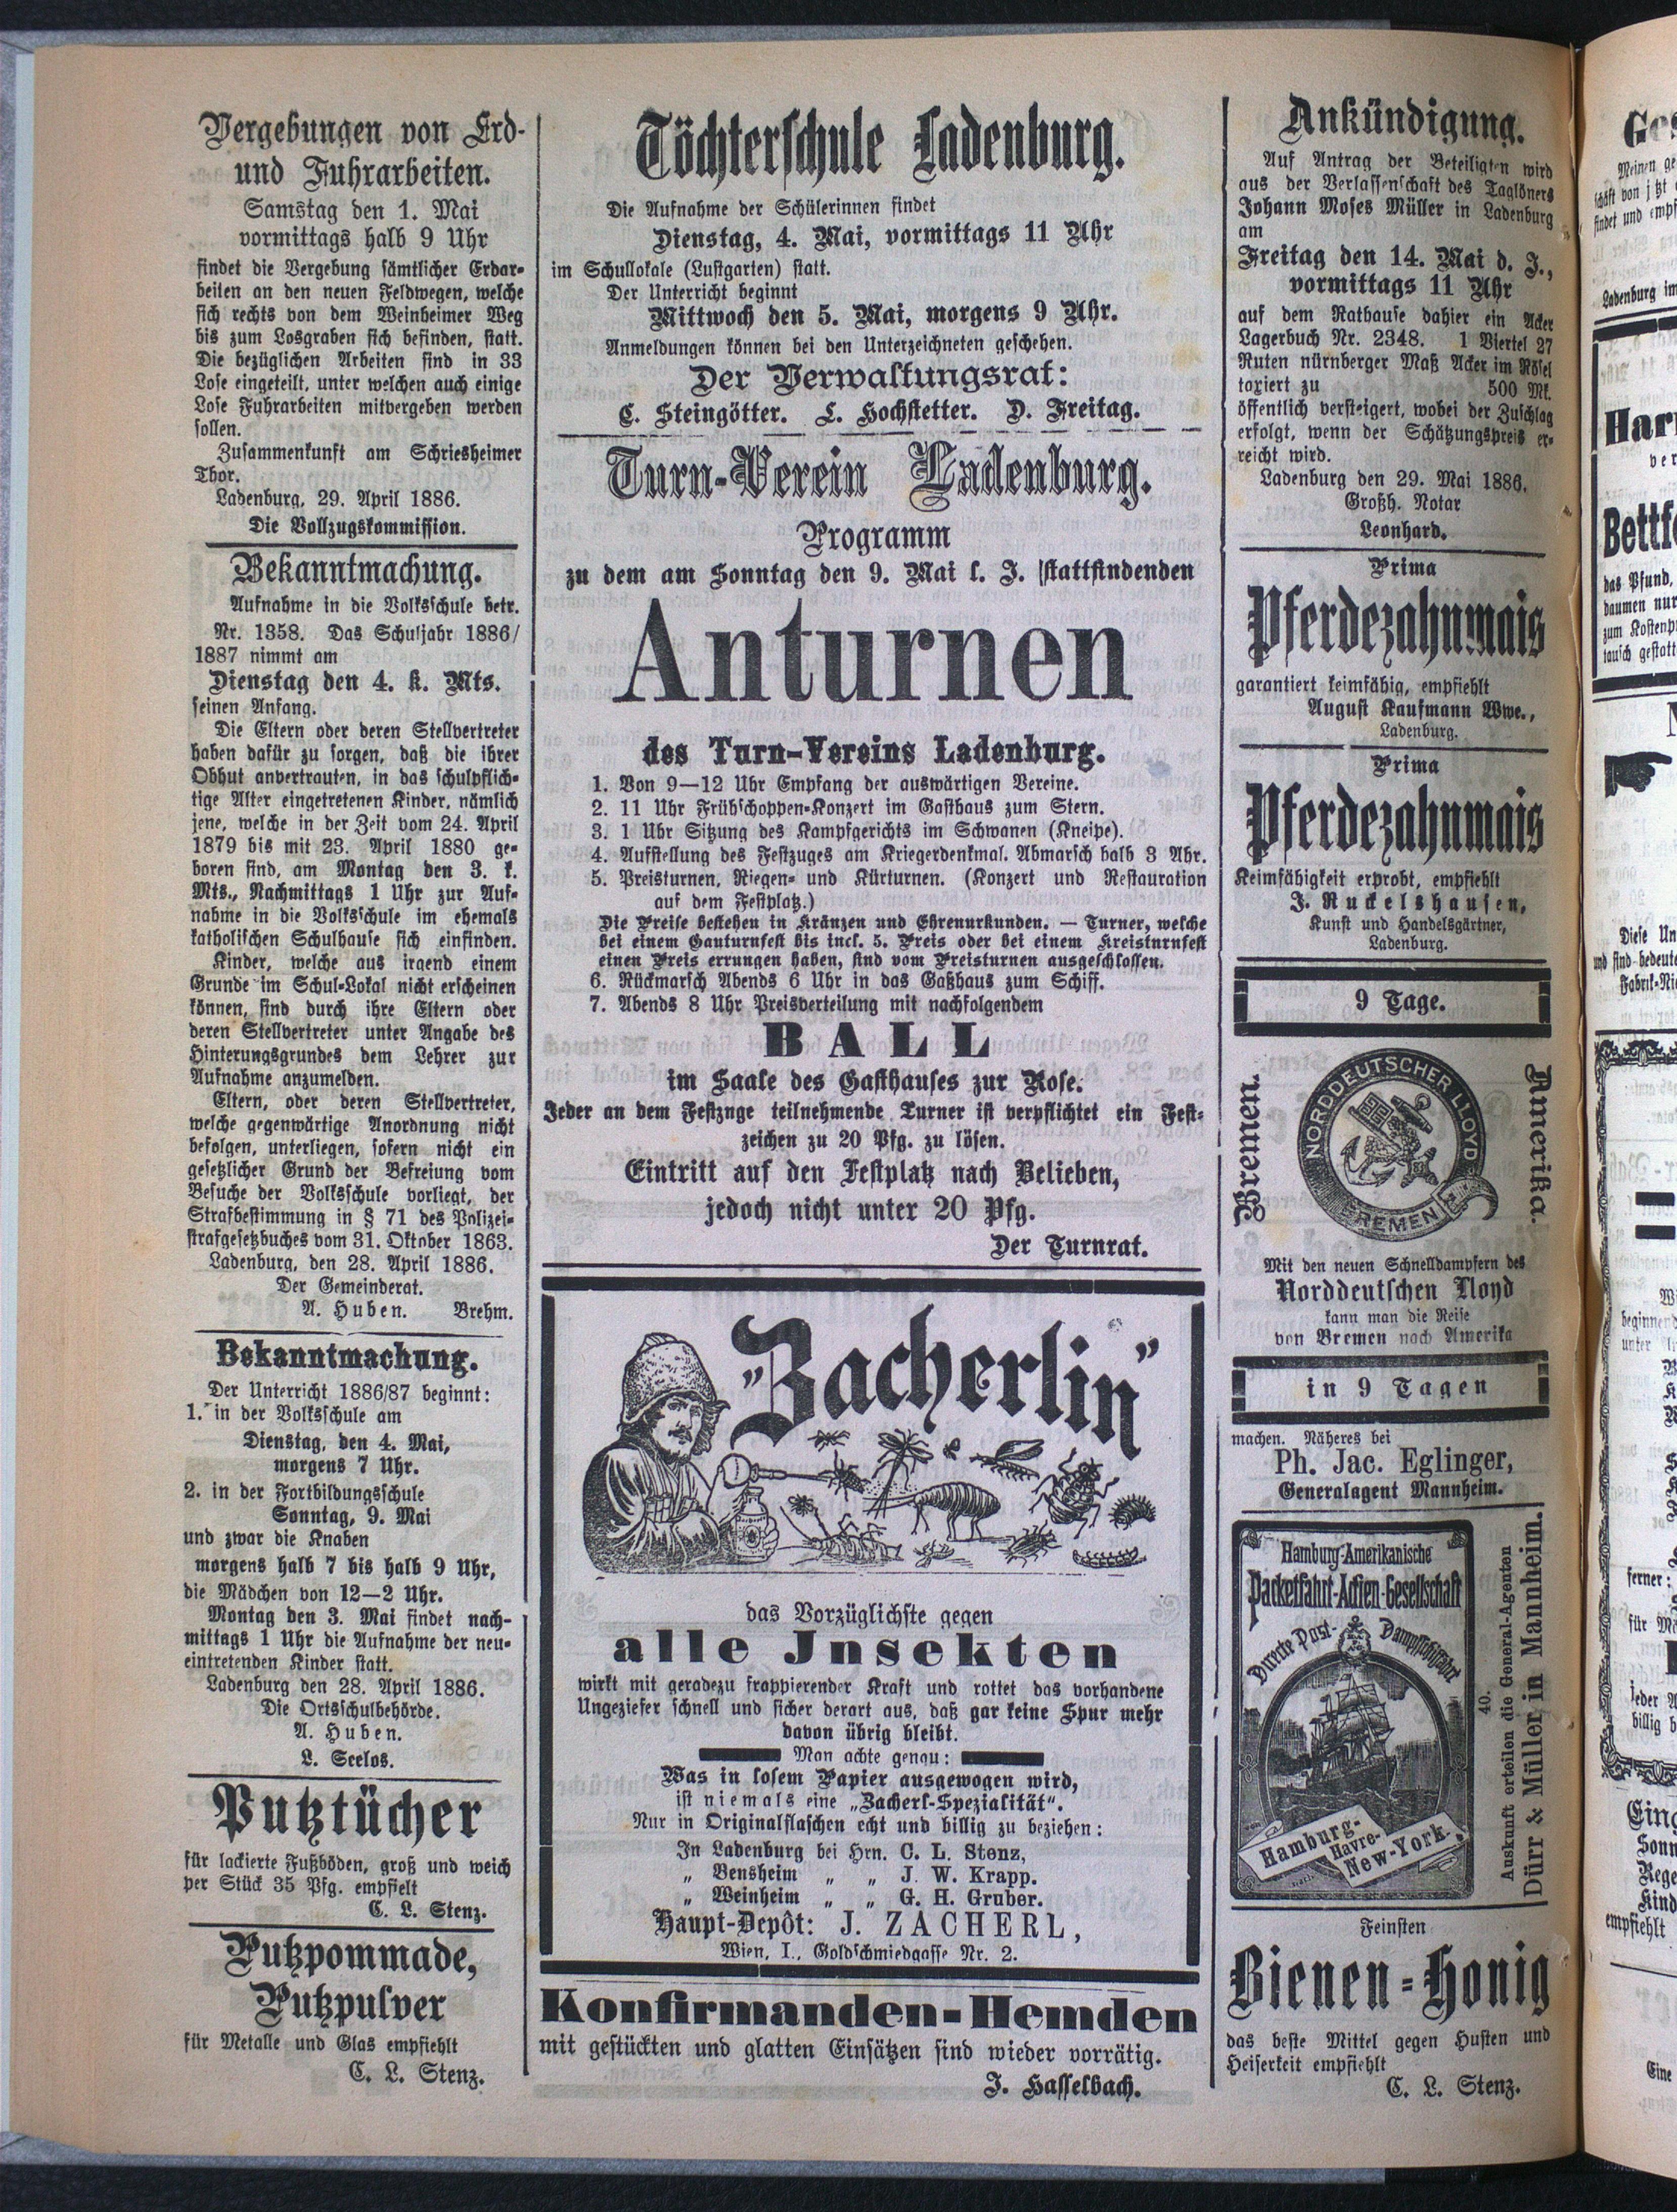 Vergebungen von Erd-
und Fuhrarbeiten.
Samstag den 1. Mai
vormittags halb 9 Uhr
findet die Vergebung sämtlicher Erdar-
beiten an den neuen Feldwegen, welche
sich rechts von dem Weinheimer Weg
bis zum Losgraben sich befinden, statt.
Die bezüglichen Arbeiten sind in 33
Lose eingeteilt, unter welchen auch einige
Lose Fuhrarbeiten mitvergeben werden
sollen.
Zusammenkunft am Schriesheimer
Thor.
Ladenburg, 29. April 1886.
Die Vollzugskommission.
Bekanntmachung.
Aufnahme in die Volksschule betr.
Nr. 1358. Das Schuljahr 1886/
1887 nimmt am
Dienstag den 4. k. Mts.
seinen Anfang.
Die Eltern oder deren Stellvertreter
haben dafür zu sorgen, daß die ihrer
Obhut anvertrauten, in das schulpflich-
tige Alter eingetretenen Kinder, nämlich
jene, welche in der Zeit vom 24. April
1879 bis mit 23. April 1880 ge-
boren sind, am Montag den 3. k.
Mts., Nachmittags 1 Uhr zur Auf-
nahme in die Volksschule im ehemals
katholischen Schulhause sich einfinden.
Kinder, welche aus irgend einem
Grunde im Schul-Lokal nicht erscheinen
können, sind durch ihre Eltern oder
deren Stellvertreter unter Angabe des
Hinterungsgrundes dem Lehrer zur
Aufnahme anzumelden.
Eltern, oder deren Stellvertreter,
welche gegenwärtige Anordnung nicht
befolgen, unterliegen, sofern nicht ein
gesetzlicher Grund der Befreiung vom
Besuche der Volksschule vorliegt, der
Strafbestimmung in § 71 des Polizei-
strafgesetzbuches vom 31. Oktober 1863.
Ladenburg, den 28. April 1886.
Der Gemeinderat.
A. Huben. Brehm.
Bekanntmachung.
Der Unterricht 1886/87 beginnt:
1. in der Volksschule am
Dienstag, den 4. Mai,
morgens 7 Uhr.
2. in der Fortbildungsschule
Sonntag, 9. Mai
und zwar die Knaben
morgens halb 7 bis halb 9 Uhr,
die Mädchen von 12—2 Uhr.
Montag den 3. Mai findet nach-
mittags 1 Uhr die Aufnahme der neu-
eintretenden Kinder statt.
Ladenburg den 28. April 1886.
Die Ortsschulbehörde.
A. Huben.
L. Seelos.
Putztücher
für lackierte Fußböden, groß und weich
per Stück 35 Pfg. empfielt
C. L. Stenz.
Putzpommade,
Putzpulver
für Metalle und Glas empfiehlt
C. L. Stenz.
Töchterschule Ladenburg.
Die Aufnahme der Schülerinnen findet
Dienstag, 4. Mai, vormittags 11 Uhr
im Schullokale (Lustgarten) statt.
Der Unterricht beginnt
Mittwoch den 5. Mai, morgens 9 Uhr.
Anmeldungen können bei den Unterzeichneten geschehen.
Der Verwaltungsrat:
C. Steingötter. L. Hochstetter. D. Freitag.
Turn-Verein Ladenburg.
Programm
zu dem am Sonntag den 9. Mai l. J. stattfindenden
Anturnen
des Turn-Vereins Ladenburg.
1. Von 9—12 Uhr Empfang der auswärtigen Vereine.
2. 11 Uhr Frühschoppen-Konzert im Gasthaus zum Stern.
3. 1 Uhr Sitzung des Kampfgerichts im Schwanen (Kneipe).
4. Aufstellung des Festzuges am Kriegerdenkmal. Abmarsch halb 3 Uhr.
5. Preisturnen, Riegen- und Kürturnen. (Konzert und Restauration
auf dem Festplatz.)
Die Preise bestehen in Kränzen und Ehrenurkunden. — Turner, welche
bei einem Gauturnfest bis incl. 5. Preis oder bei einem Kreisturnfest
einen Preis errungen haben, sind vom Preisturnen ausgeschlossen.
6. Rückmarsch Abends 6 Uhr in das Gasthaus zum Schiff.
7. Abends 8 Uhr Preisverteilung mit nachfolgendem
BALL
im Saale des Gasthauses zur Rose.
Jeder an dem Festznge teilnehmende Turner ist verpflichtet ein Fest-
zeichen zu 20 Pfg. zu lösen.
Eintritt auf den Festplatz nach Belieben,
jedoch nicht unter 20 Pfg.
Der Turnrat.
„Zacherlin”
das Vorzüglichste gegen
alle Insekten
wirkt mit geradezu frappierender Kraft und rottet das vorhandene
Ungeziefer schnell und sicher derart aus, daß gar keine Spur mehr
davon übrig bleibt.
Man achte genau:
Was in losem Papier ausgewogen wird,
ist niemals eine „Zacherl-Spezialität“.
Nur in Originalflaschen echt und billig zu beziehen:
In Ladenburg bei Hrn. C. L. Stenz,
„ Bensheim „ „ J. W. Krapp.
„ Weinheim „ „ G. H. Gruber.
Haupt-Depôt: J. ZACHERL,
Wien, I., Goldschmiedgasse Nr. 2.
Konfirmanden-Hemden
mit gestückten und glatten Einsätzen sind wieder vorrätig.
J. Hasselbach.
Ankündigung.
Auf Antrag der Beteiligten wird
aus der Verlassenschaft des Taglöners
Johann Moses Müller in Ladenburg
am
Freitag den 14. Mai d. J.,
vormittags 11 Uhr
auf dem Rathause dahier ein Acker
Lagerbuch Nr. 2348. 1 Viertel 27
Ruten nürnberger Maß Acker im Rösel
taxiert zu 500 Mk.
öffentlich versteigert, wobei der Zuschlag
erfolgt, wenn der Schätzungspreis er-
reicht wird.
Ladenburg den 29. Mai 1886.
Großh. Notar
Leonhard.
Prima
Pferdezahnmais
garantiert keimfähig, empfiehlt
August Kaufmann Wwe.,
Ladenburg.
Prima
Pferdezahnmais
Keimfähigkeit erprobt, empfiehlt
J. Ruckelshausen,
Kunst und Handelsgärtner,
Ladenburg.
9 Tage.
Bremen
NORDDEUTSCHER LLOYD
BREMEN
Amerika.
Mit den neuen Schnelldampfern des
Norddeutschen Lloyd
kann man die Reise
von Bremen nach Amerika
in 9 Tagen
machen. Näheres bei
Ph. Jac. Eglinger,
Generalagent Mannheim.
Hamburg-Amerikanische
Packetfahrt-Actien-Gesellschaft
Directe Post-Dampfschiffahrt
Hamburg-
Havre-
New-York.
Auskunft erteilen die General-Agenten
40.
Dürr & Müller in Mannheim.
Feinsten
Bienen-Honig
das beste Mittel gegen Husten und
Heiserkeit empfiehlt
C. L. Stenz.